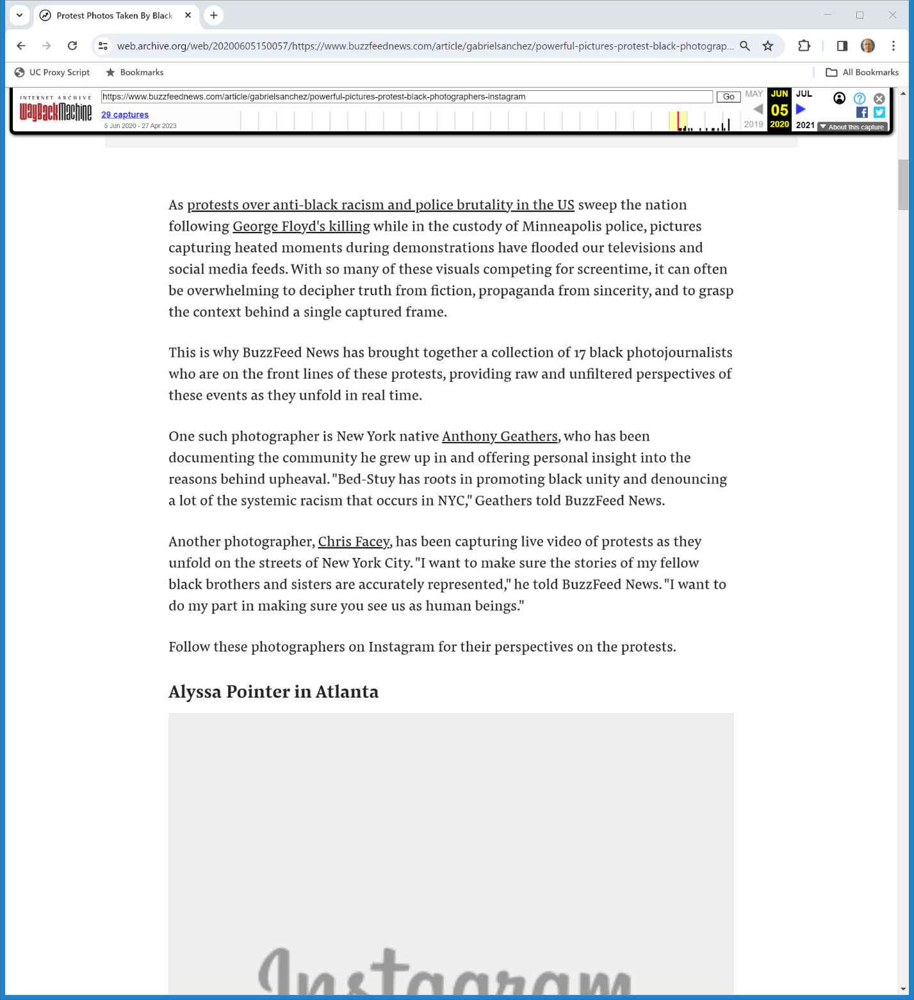 Protest Photos Taken By Black
web.archive.org/web/20200605150057/https://www.buzzfeednews.com/article/gabrielsanchez/powerful-pictures-protest-black-photograp...
UC Proxy Script
Bookmarks
All Bookmarks
INTERNET ARCHIVE
WayBackMachine
https://www.buzzfeednews.com/article/gabrielsanchez/powerful-pictures-protest-black-photographers-instagram
Go
29 captures
5 Jun 2020 - 27 Apr 2023
MAY JUN JUL
05
2019 2020 2021
About this capture
As protests over anti-black racism and police brutality in the US sweep the nation
following George Floyd's killing while in the custody of Minneapolis police, pictures
capturing heated moments during demonstrations have flooded our televisions and
social media feeds. With so many of these visuals competing for screentime, it can often
be overwhelming to decipher truth from fiction, propaganda from sincerity, and to grasp
the context behind a single captured frame.
This is why BuzzFeed News has brought together a collection of 17 black photojournalists
who are on the front lines of these protests, providing raw and unfiltered perspectives of
these events as they unfold in real time.
One such photographer is New York native Anthony Geathers, who has been
documenting the community he grew up in and offering personal insight into the
reasons behind upheaval. "Bed-Stuy has roots in promoting black unity and denouncing
a lot of the systemic racism that occurs in NYC," Geathers told BuzzFeed News.
Another photographer, Chris Facey, has been capturing live video of protests as they
unfold on the streets of New York City. "I want to make sure the stories of my fellow
black brothers and sisters are accurately represented," he told BuzzFeed News. "I want to
do my part in making sure you see us as human beings."
Follow these photographers on Instagram for their perspectives on the protests.
Alyssa Pointer in Atlanta
Instagram